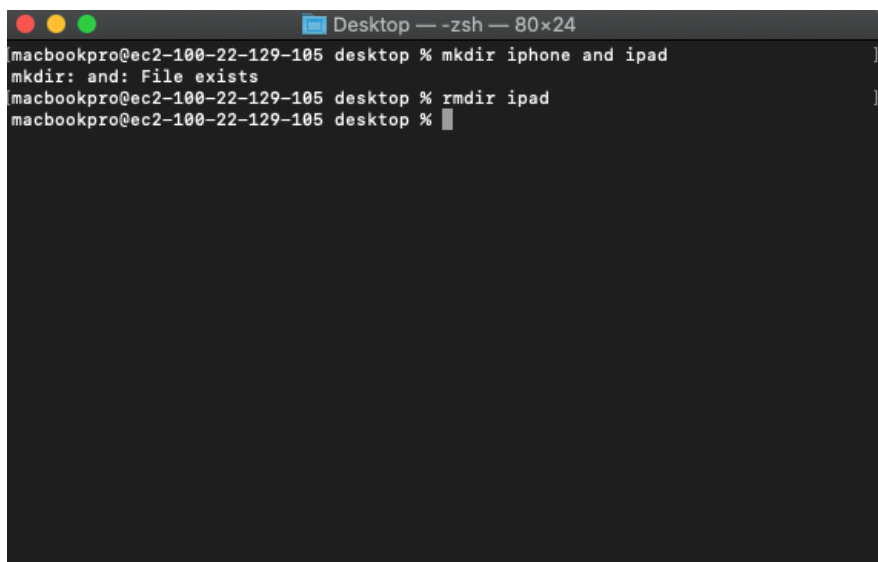 Desktop — -zsh — 80×24
[macbookpro@ec2-100-22-129-105 desktop % mkdir iphone and ipad ]
mkdir: and: File exists
[macbookpro@ec2-100-22-129-105 desktop % rmdir ipad ]
macbookpro@ec2-100-22-129-105 desktop %